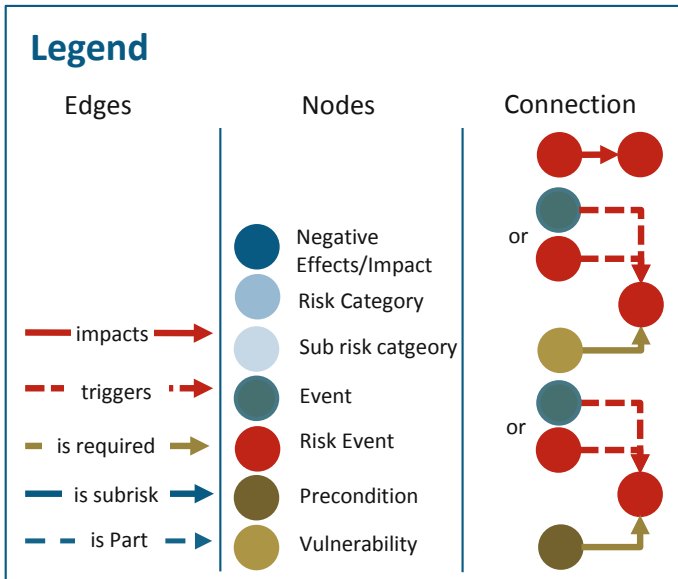 Legend
Edges
Nodes
Connection
impacts
triggers
is required
is subrisk
is Part
Negative
Effects/Impact
Risk Category
Sub risk catgeory
Event
Risk Event
Precondition
Vulnerability
or
or